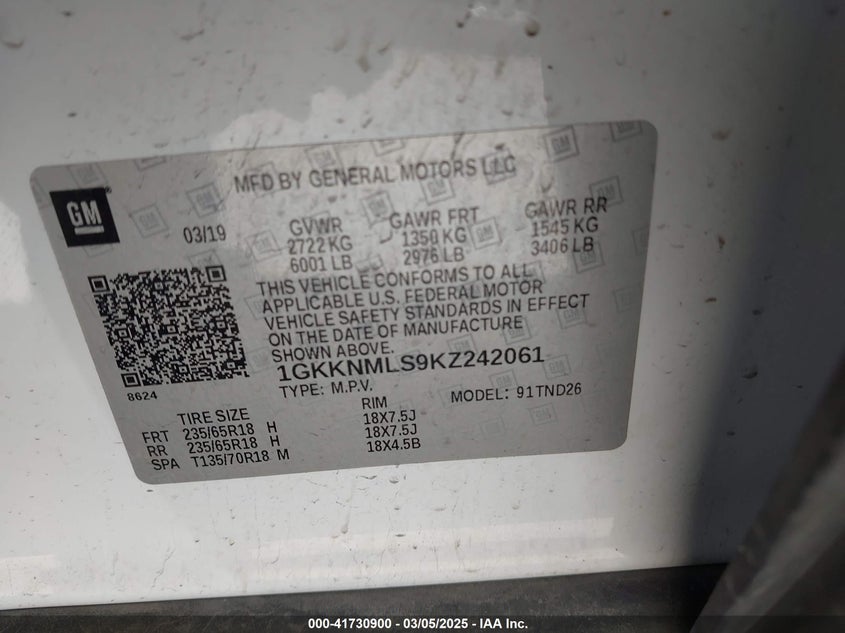 MFD BY GENERAL MOTORS LLC
GM
03/19
GVWR GAWR FRT GAWR RR
2722 KG 1350 KG 1545 KG
6001 LB 2976 LB 3406 LB
THIS VEHICLE CONFORMS TO ALL
APPLICABLE U.S. FEDERAL MOTOR
VEHICLE SAFETY STANDARDS IN EFFECT
ON THE DATE OF MANUFACTURE
SHOWN ABOVE.
1GKKNMLS9KZ242061
8624
TYPE: M.P.V. MODEL: 91TND26
TIRE SIZE RIM
FRT 235/65R18 H 18X7.5J
RR 235/65R18 H 18X7.5J
SPA T135/70R18 M 18X4.5B
000-41730900 - 03/05/2025 - IAA Inc.